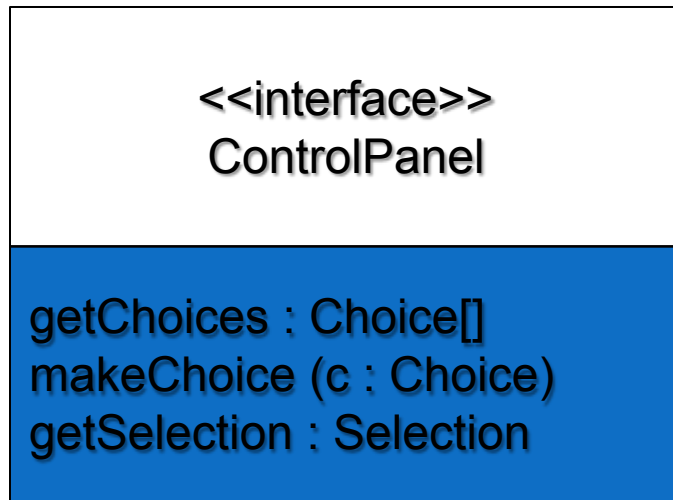 <<interface>>
ControlPanel
getChoices : Choice[]
makeChoice (c : Choice)
getSelection : Selection